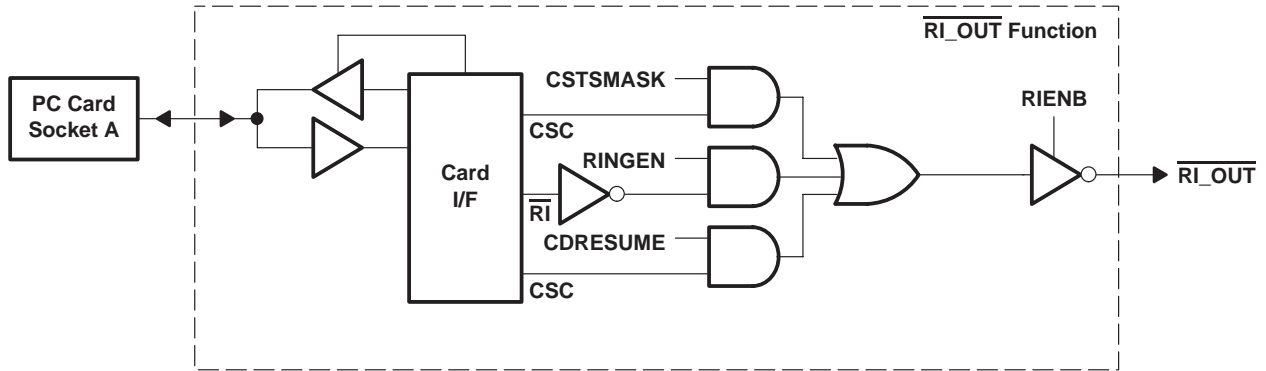 RI_OUT Function
PC Card
Socket A
CSTSMASK
CSC
RINGEN
Card
I/F
RI
CDRESUME
CSC
RIENB
RI_OUT